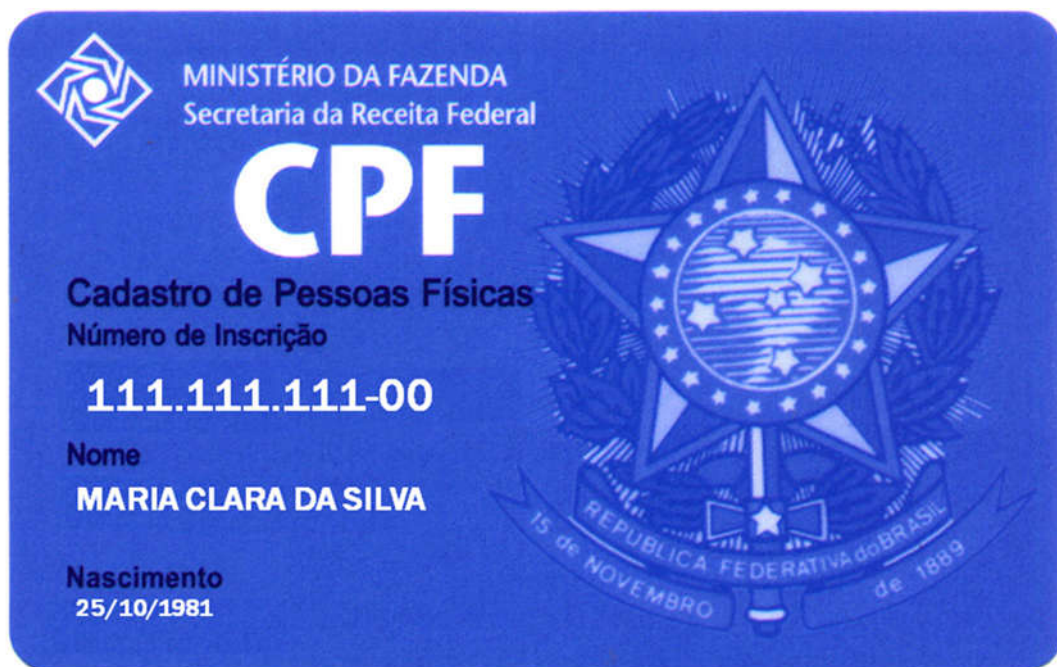 MINISTÉRIO DA FAZENDA
Secretaria da Receita Federal
CPF
Cadastro de Pessoas Físicas
Número de Inscrição
111.111.111-00
Nome
MARIA CLARA DA SILVA
Nascimento
25/10/1981
REPUBLICA FEDERATIVA do BRASIL
15 de NOVEMBRO de 1889